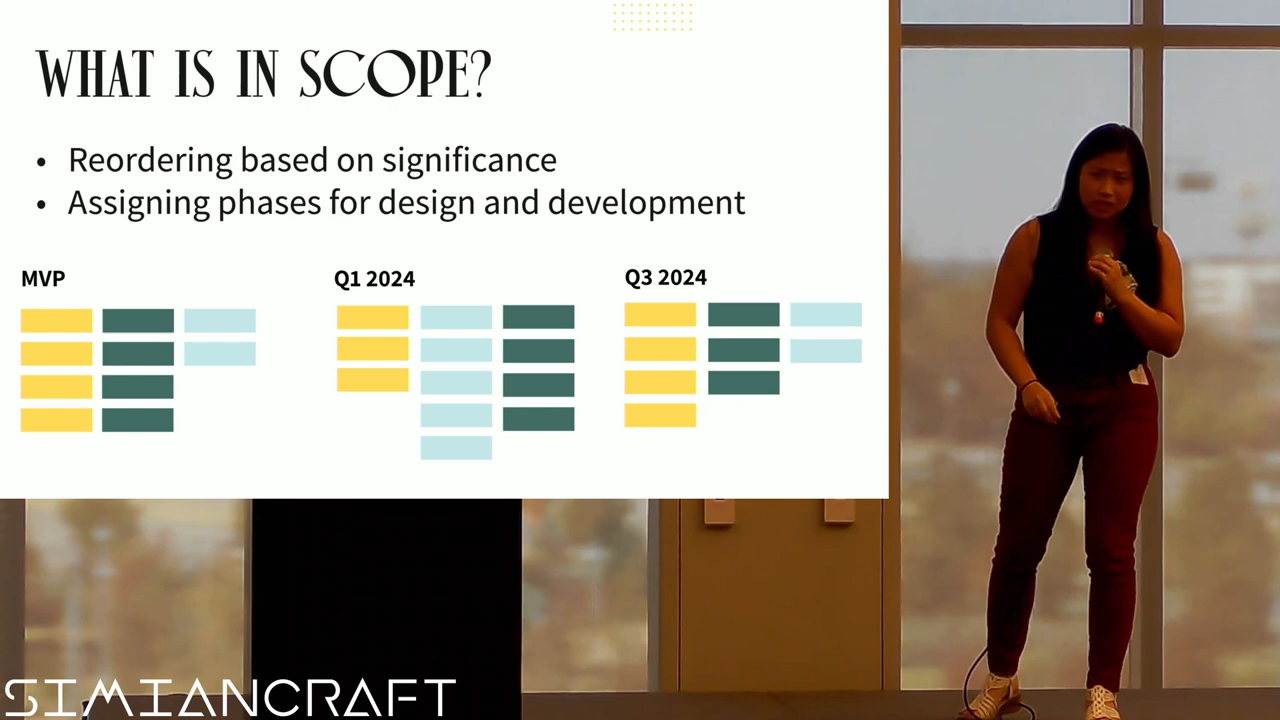 WHAT IS IN SCOPE?
• Reordering based on significance
• Assigning phases for design and development
MVP
Q1 2024
Q3 2024
SIMIANCRAFT